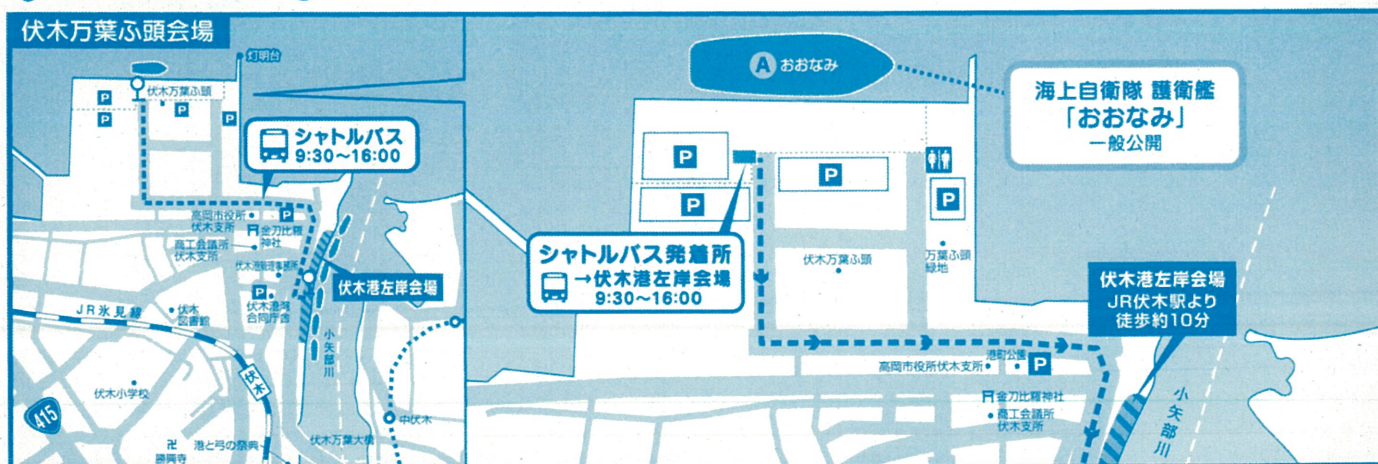 伏木万葉ふ頭会場
灯明台
P
伏木万葉ふ頭
P
P
P
シャトルバス
9:30〜16:00
高岡市役所
伏木支所
P
金刀比羅
神社
商工会議所
伏木支所
伏木港管理事務所
伏木港左岸会場
P
伏木港湾
合同庁舎
JR氷見線
伏木
図書館
小矢部川
伏木
伏木小学校
415
中伏木
港と弓の祭典
伏木万葉大橋
卍
勝興寺
A おおなみ
海上自衛隊 護衛艦
「おおなみ」
一般公開
P
P
P
P
シャトルバス発着所
→伏木港左岸会場
9:30〜16:00
伏木万葉ふ頭
万葉ふ頭
緑地
伏木港左岸会場
JR伏木駅より
徒歩約10分
港町公園
P
高岡市役所伏木支所
金刀比羅神社
商工会議所
伏木支所
小矢部川